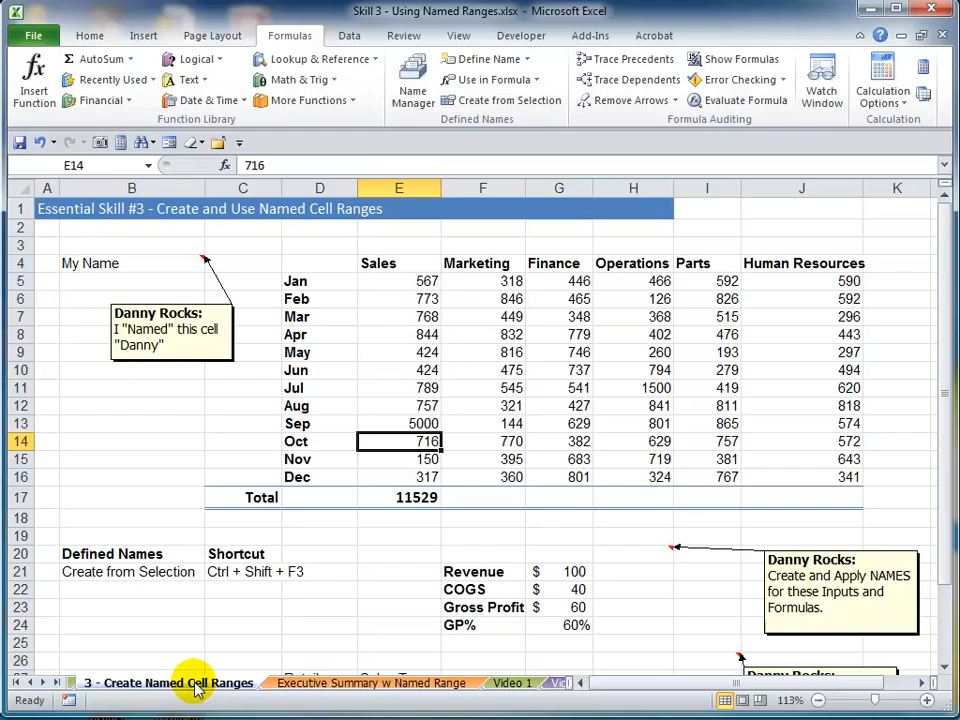 Skill 3 - Using Named Ranges.xlsx - Microsoft Excel
File Home Insert Page Layout Formulas Data Review View Developer Add-Ins Acrobat
fx Insert Function
Σ AutoSum Logical Lookup & Reference
Recently Used Text Math & Trig
Financial Date & Time More Functions
Function Library
Name Manager
Define Name
Use in Formula
Create from Selection
Defined Names
Trace Precedents Show Formulas
Trace Dependents Error Checking
Remove Arrows Evaluate Formula
Formula Auditing
Watch Window
Calculation Options
Calculation
E14 fx 716
A B C D E F G H I J K
1 Essential Skill #3 - Create and Use Named Cell Ranges
2
3
4 My Name Sales Marketing Finance Operations Parts Human Resources
5 Jan 567 318 446 466 592 590
6 Feb 773 846 465 126 826 592
7 Mar 768 449 348 368 515 296
8 Apr 844 832 779 402 476 443
9 May 424 816 746 260 193 297
10 Jun 424 475 737 794 279 494
11 Jul 789 545 541 1500 419 620
12 Aug 757 321 427 841 811 818
13 Sep 5000 144 629 801 865 574
14 Oct 716 770 382 629 757 572
15 Nov 150 395 683 719 381 643
16 Dec 317 360 801 324 767 341
17 Total 11529
18
19
20 Defined Names Shortcut
21 Create from Selection Ctrl + Shift + F3 Revenue $ 100
22 COGS $ 40
23 Gross Profit $ 60
24 GP% 60%
25
26
Danny Rocks:
I "Named" this cell
"Danny"
Danny Rocks:
Create and Apply NAMES
for these Inputs and
Formulas.
3 - Create Named Cell Ranges Executive Summary w Named Range Video 1
Ready 113%